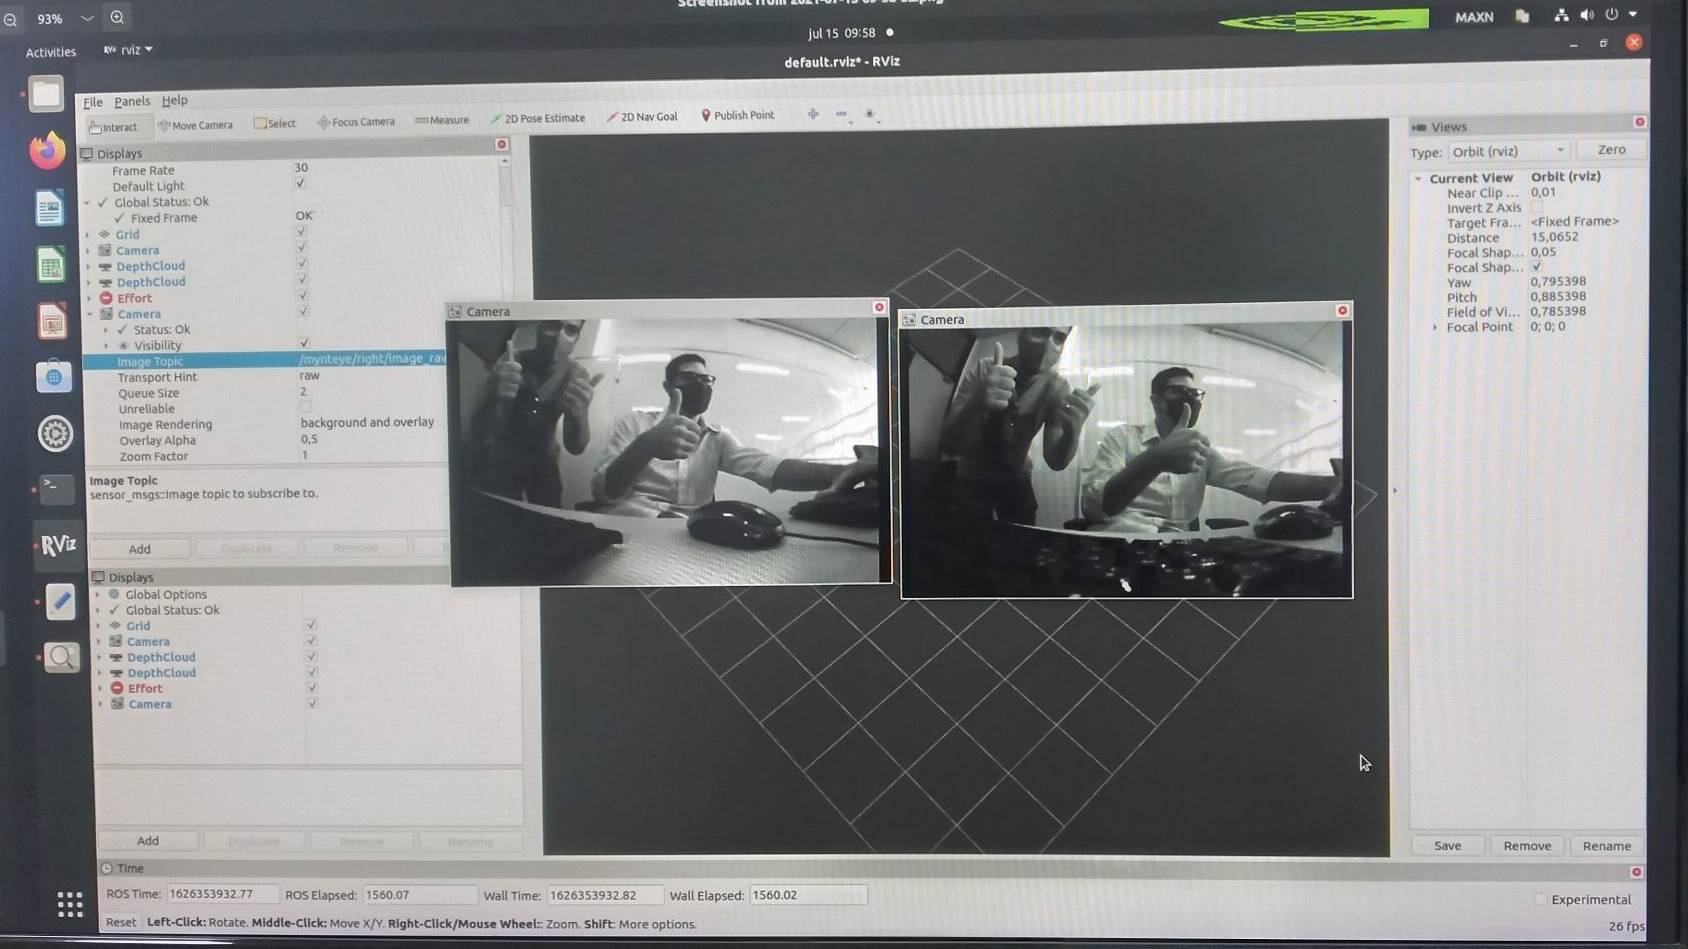 93%
MAXN
Activities
RViz rviz
jul 15 09:58
default.rviz* - RViz
File Panels Help
Interact Move Camera Select Focus Camera Measure 2D Pose Estimate 2D Nav Goal Publish Point
Displays
Frame Rate 30
Default Light
Global Status: Ok
Fixed Frame OK
Grid
Camera
DepthCloud
DepthCloud
Effort
Camera
Status: Ok
Visibility
Image Topic /mynteye/right/image_raw
Transport Hint raw
Queue Size 2
Unreliable
Image Rendering background and overlay
Overlay Alpha 0,5
Zoom Factor 1
Image Topic
sensor_msgs::Image topic to subscribe to.
Add Duplicate Remove R
Displays
Global Options
Global Status: Ok
Grid
Camera
DepthCloud
DepthCloud
Effort
Camera
Add Duplicate Remove Rename
Camera
Camera
RViz
Views
Type: Orbit (rviz) Zero
Current View Orbit (rviz)
Near Clip ... 0,01
Invert Z Axis
Target Fra... <Fixed Frame>
Distance 15,0652
Focal Shap... 0,05
Focal Shap...
Yaw 0,795398
Pitch 0,885398
Field of Vi... 0,785398
Focal Point 0; 0; 0
Save Remove Rename
Time
ROS Time: 1626353932.77 ROS Elapsed: 1560.07 Wall Time: 1626353932.82 Wall Elapsed: 1560.02
Experimental
Reset Left-Click: Rotate. Middle-Click: Move X/Y. Right-Click/Mouse Wheel:: Zoom. Shift: More options.
26 fps